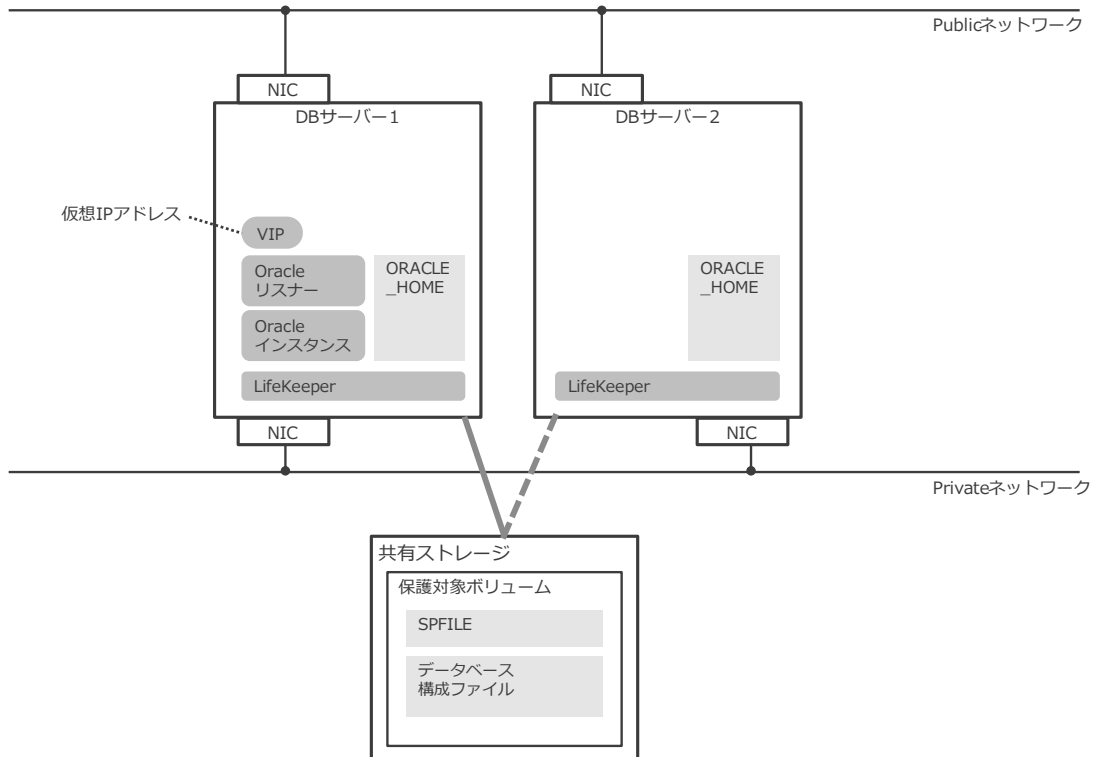 Publicネットワーク
NIC
NIC
DBサーバー1
DBサーバー2
仮想IPアドレス
VIP
Oracle
リスナー
ORACLE
_HOME
ORACLE
_HOME
Oracle
インスタンス
LifeKeeper
LifeKeeper
NIC
NIC
Privateネットワーク
共有ストレージ
保護対象ボリューム
SPFILE
データベース
構成ファイル